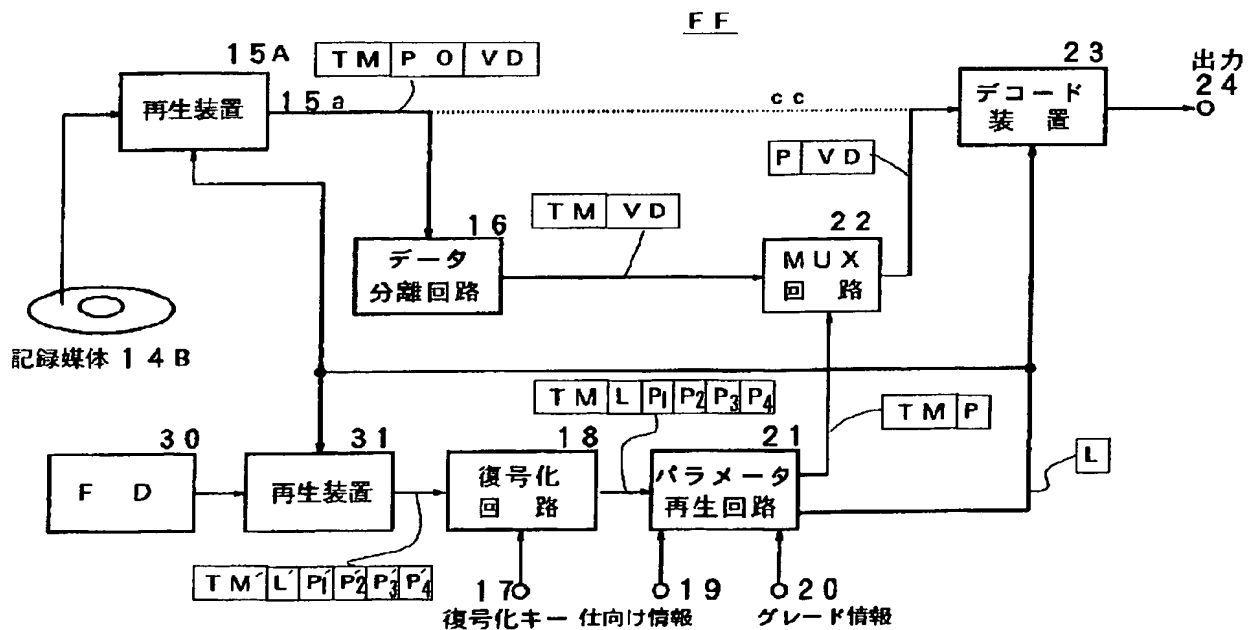 FF
15A
TM P O VD
再生装置
15a
cc
23
デコード
装置
出力
24
P VD
TM VD
16
データ
分離回路
22
MUX
回路
記録媒体 14B
TM L P1 P2 P3 P4
TM P
L
30
FD
31
再生装置
18
復号化
回路
21
パラメータ
再生回路
TM' L' P1' P2' P3' P4'
17
復号化キー
19
仕向け情報
20
グレード情報